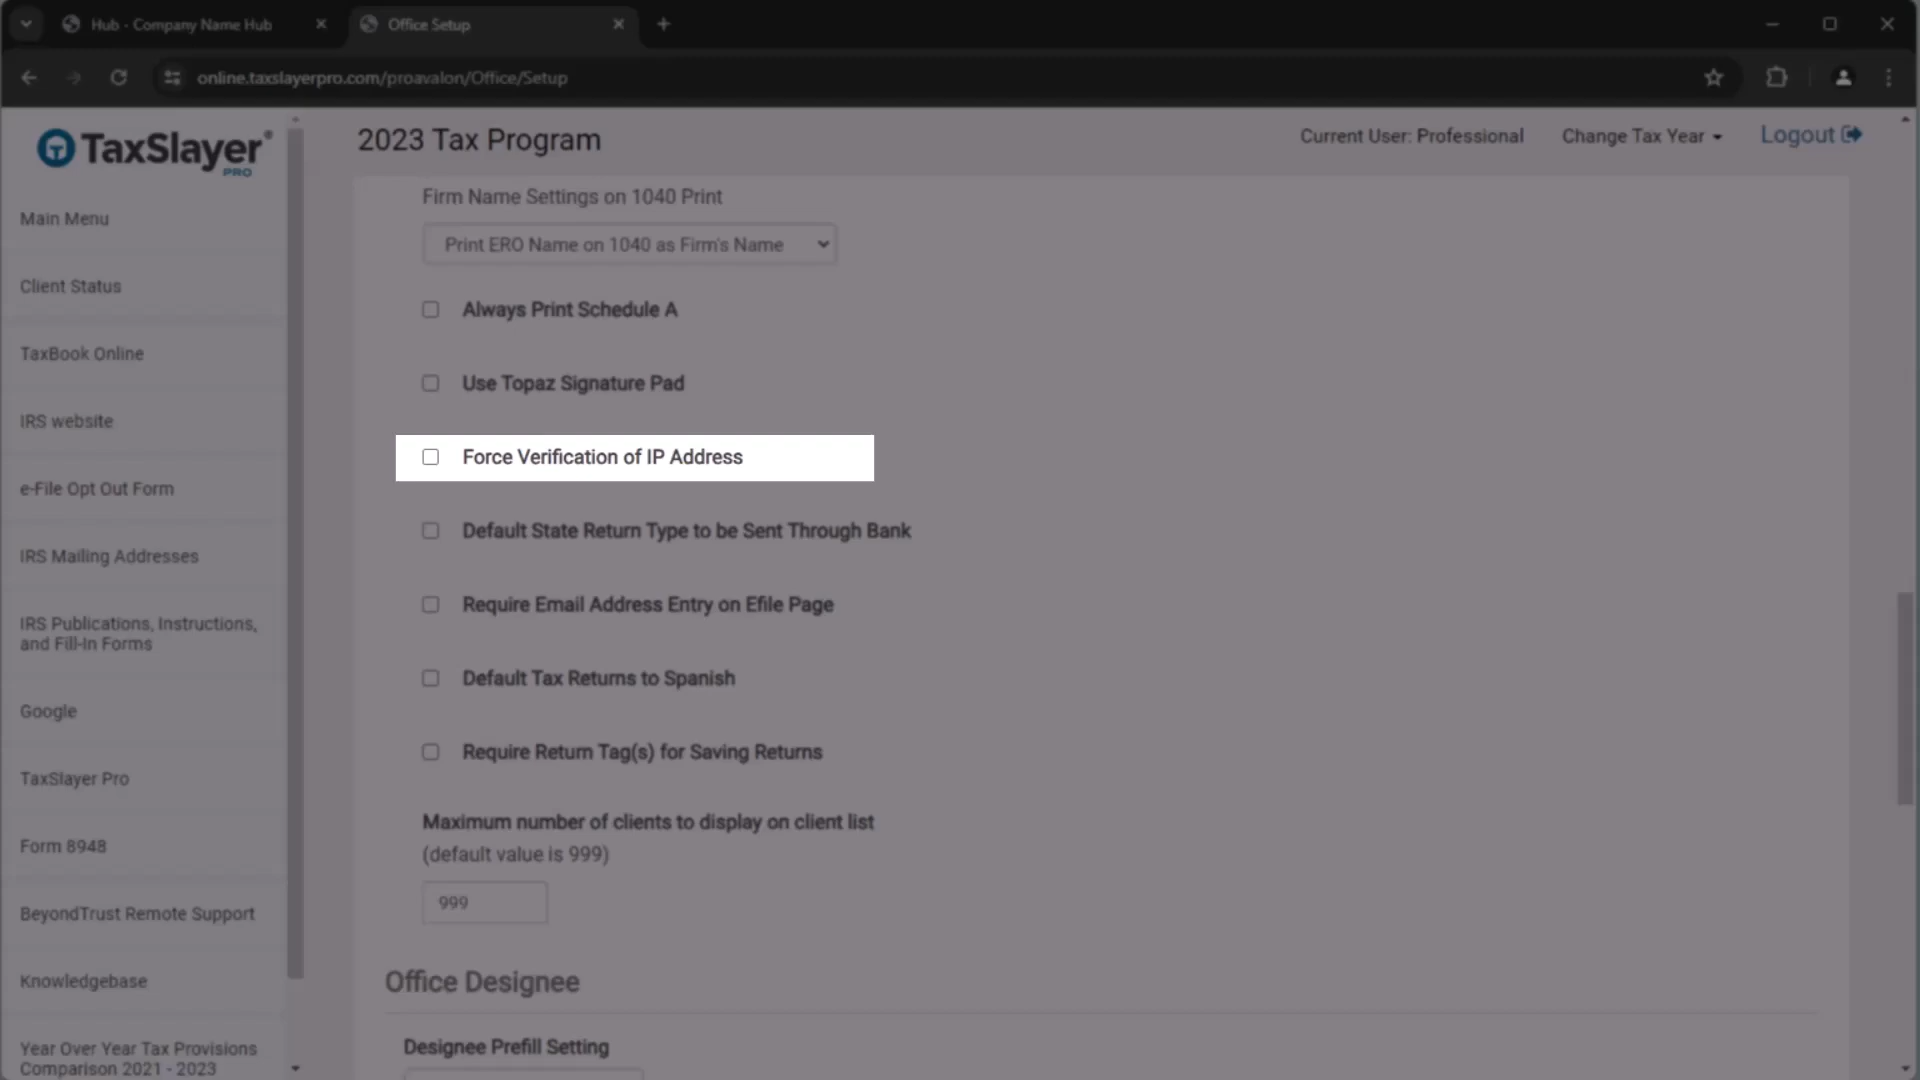 Hub - Company Name Hub
Office Setup
online.taxslayerpro.com/proavalon/Office/Setup
TaxSlayer®
PRO
2023 Tax Program
Current User: Professional
Change Tax Year
Logout
Main Menu
Client Status
TaxBook Online
IRS website
e-File Opt Out Form
IRS Mailing Addresses
IRS Publications, Instructions,
and Fill-In Forms
Google
TaxSlayer Pro
Form 8948
BeyondTrust Remote Support
Knowledgebase
Year Over Year Tax Provisions
Comparison 2021 - 2023
Firm Name Settings on 1040 Print
Print ERO Name on 1040 as Firm's Name
Always Print Schedule A
Use Topaz Signature Pad
Force Verification of IP Address
Default State Return Type to be Sent Through Bank
Require Email Address Entry on Efile Page
Default Tax Returns to Spanish
Require Return Tag(s) for Saving Returns
Maximum number of clients to display on client list
(default value is 999)
999
Office Designee
Designee Prefill Setting